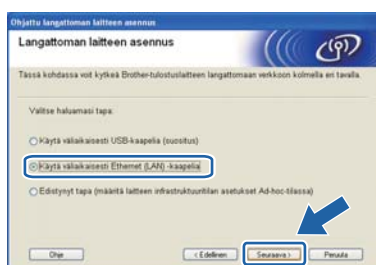 Ohjattu langattoman laitteen asennus
Langattoman laitteen asennus
Tässä kohdassa voit kytkeä Brother-tulostuslaitteen langattomaan verkkoon kolmella eri tavalla.
Valitse haluamasi tapa:
Käytä väliaikaisesti USB-kaapelia (suositus)
Käytä väliaikaisesti Ethernet (LAN) -kaapelia
Edistynyt tapa (määritä laitteen infrastruktuuritilan asetukset Ad-hoc-tilassa)
Ohje < Edellinen Seuraava > Peruuta